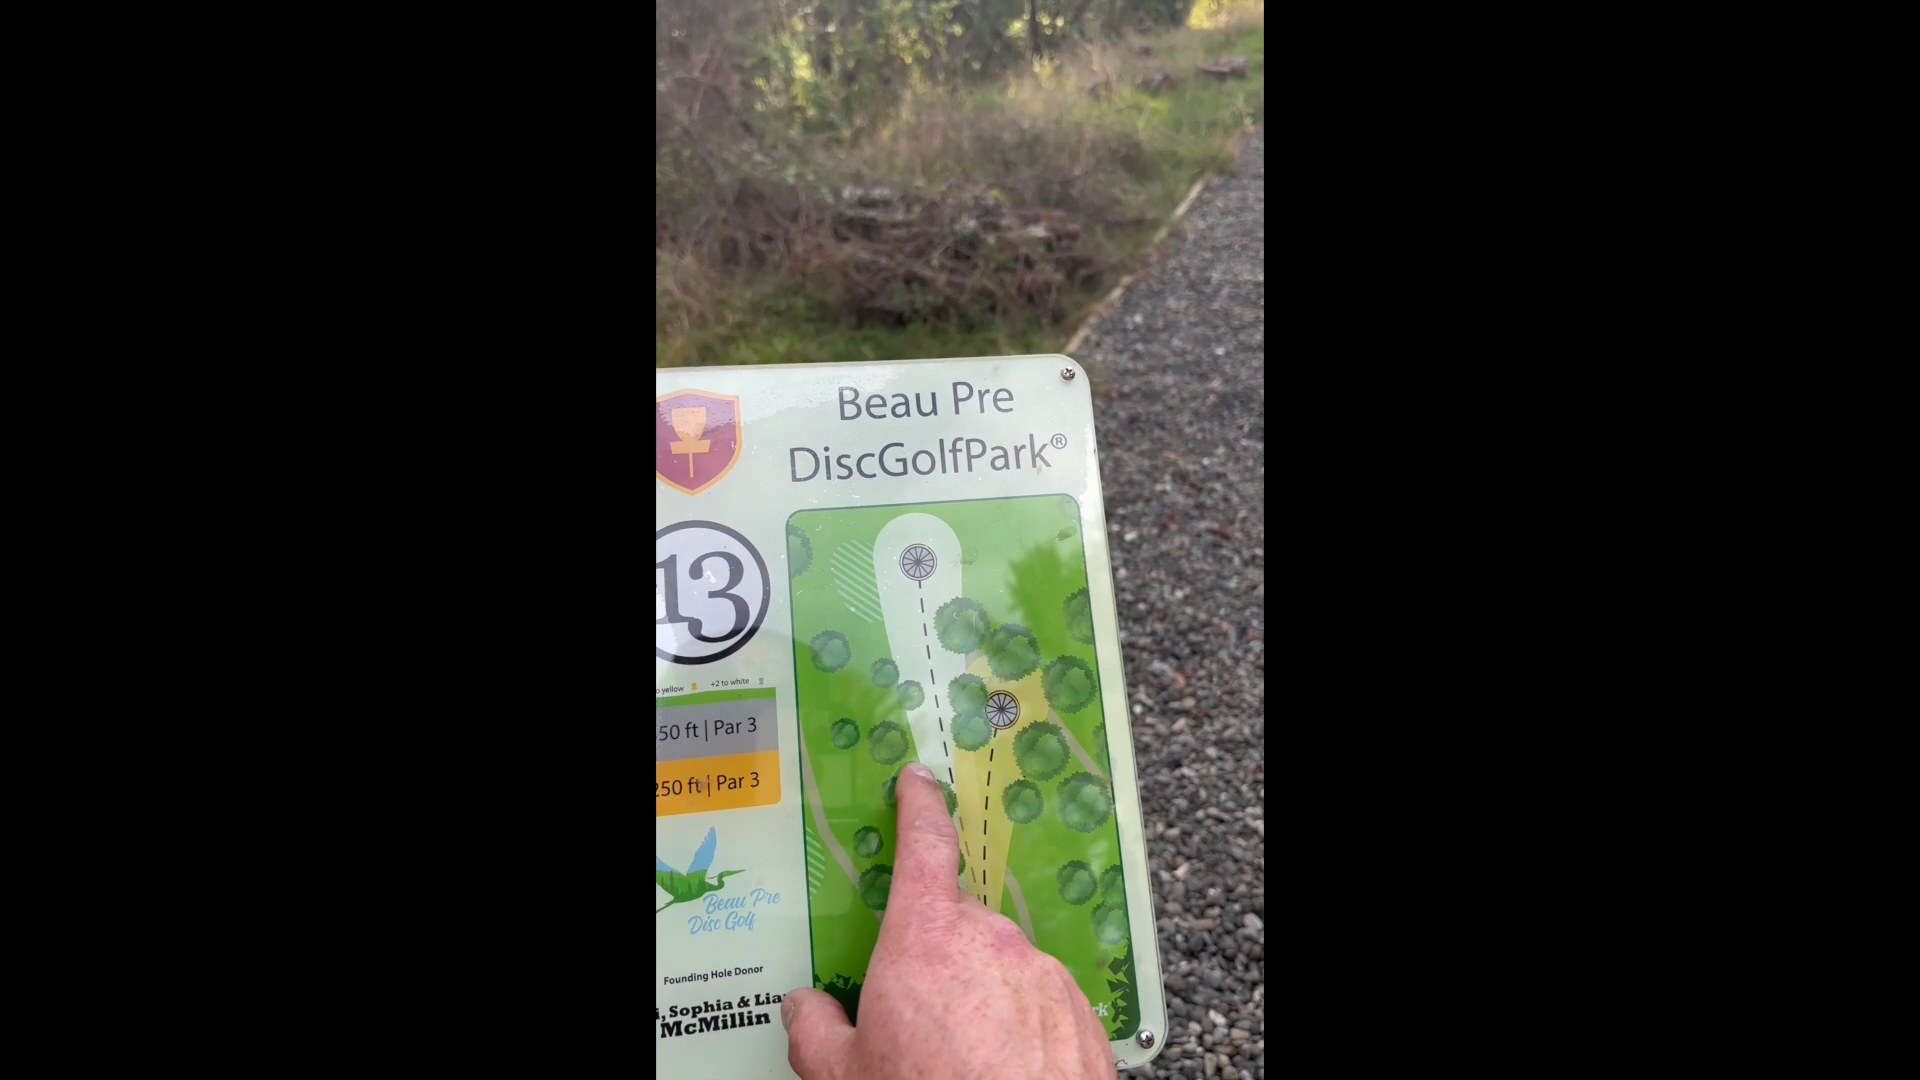 Beau Pre
DiscGolfPark®
13
yellow +2 to white
50 ft | Par 3
250 ft | Par 3
Beau Pre
Disc Golf
Founding Hole Donor
Sophia &
McMillin